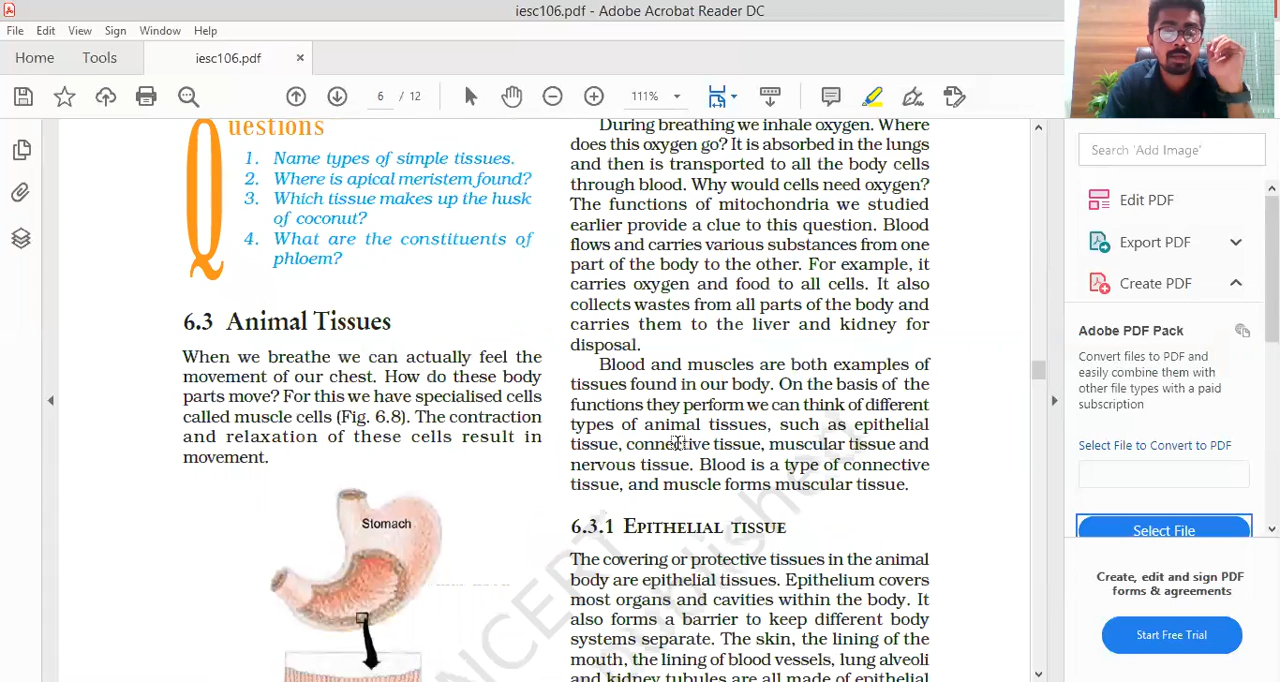 iesc106.pdf - Adobe Acrobat Reader DC
File Edit View Sign Window Help
Home Tools iesc106.pdf ×
6 / 12 111%
Questions
1. Name types of simple tissues.
2. Where is apical meristem found?
3. Which tissue makes up the husk
of coconut?
4. What are the constituents of
phloem?
6.3 Animal Tissues
When we breathe we can actually feel the
movement of our chest. How do these body
parts move? For this we have specialised cells
called muscle cells (Fig. 6.8). The contraction
and relaxation of these cells result in
movement.
Stomach
During breathing we inhale oxygen. Where
does this oxygen go? It is absorbed in the lungs
and then is transported to all the body cells
through blood. Why would cells need oxygen?
The functions of mitochondria we studied
earlier provide a clue to this question. Blood
flows and carries various substances from one
part of the body to the other. For example, it
carries oxygen and food to all cells. It also
collects wastes from all parts of the body and
carries them to the liver and kidney for
disposal.
Blood and muscles are both examples of
tissues found in our body. On the basis of the
functions they perform we can think of different
types of animal tissues, such as epithelial
tissue, connective tissue, muscular tissue and
nervous tissue. Blood is a type of connective
tissue, and muscle forms muscular tissue.
6.3.1 EPITHELIAL TISSUE
The covering or protective tissues in the animal
body are epithelial tissues. Epithelium covers
most organs and cavities within the body. It
also forms a barrier to keep different body
systems separate. The skin, the lining of the
mouth, the lining of blood vessels, lung alveoli
and kidney tubules are all made of epithelial
NCERT
Search 'Add Image'
Edit PDF
Export PDF
Create PDF
Adobe PDF Pack
Convert files to PDF and
easily combine them with
other file types with a paid
subscription
Select File to Convert to PDF
Select File
Create, edit and sign PDF
forms & agreements
Start Free Trial